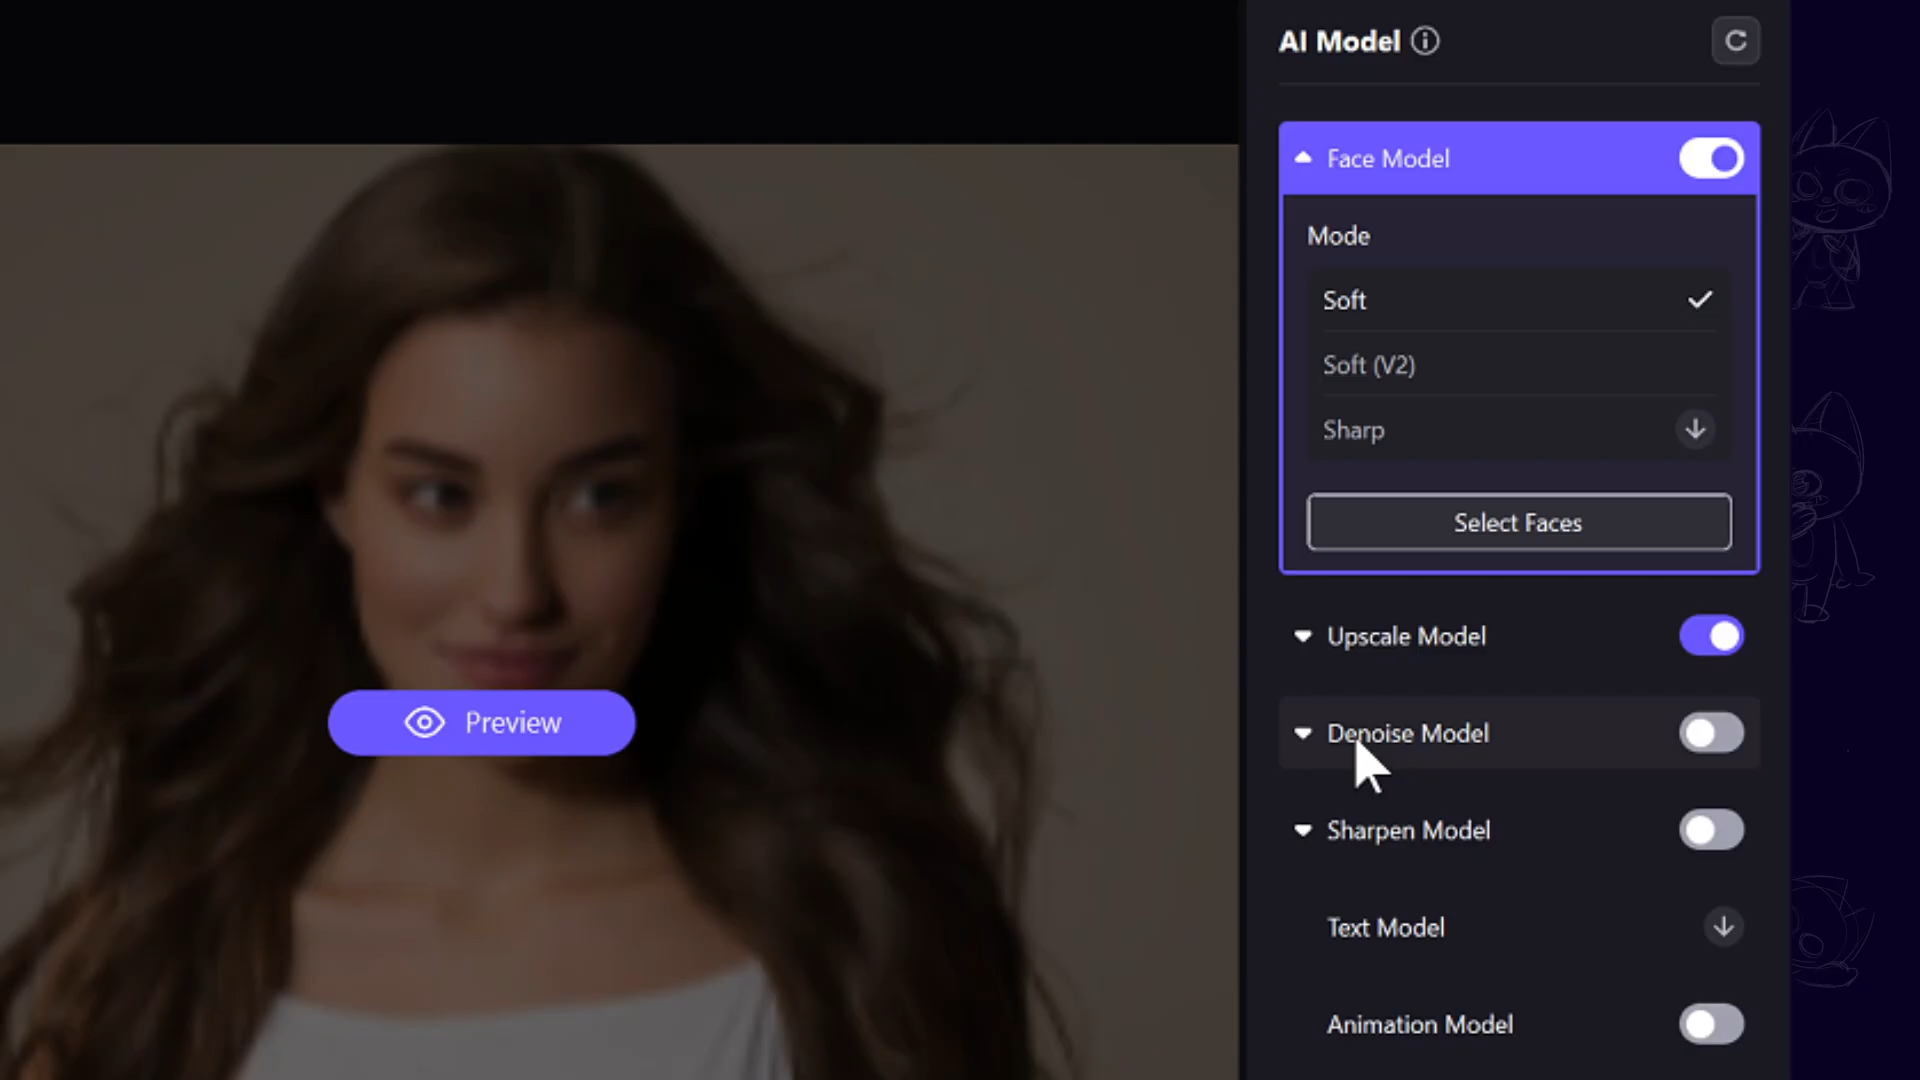 AI Model
Face Model
Mode
Soft
Soft (V2)
Sharp
Select Faces
Upscale Model
Preview
Denoise Model
Sharpen Model
Text Model
Animation Model